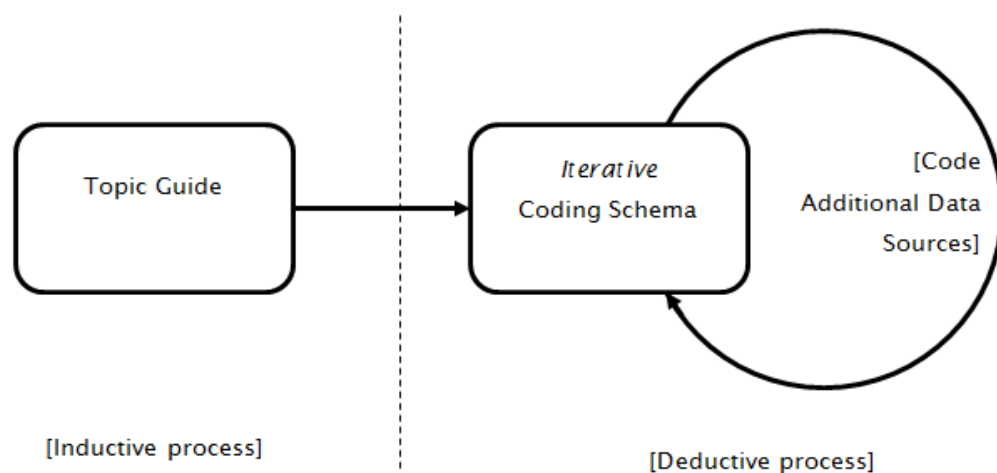 Topic Guide
Iterative
Coding Schema
[Code
Additional Data
Sources]
[Inductive process]
[Deductive process]